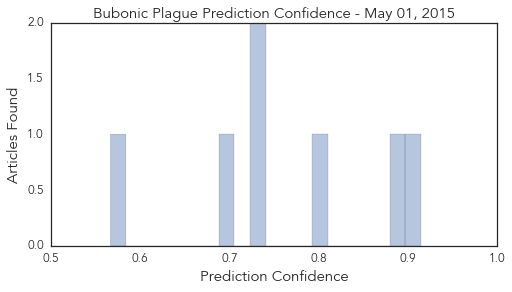 Bubonic Plague Prediction Confidence - May 01, 2015
2.0
1.5
1.0
0.5
0.0
Articles Found
0.5 0.6 0.7 0.8 0.9 1.0
Prediction Confidence